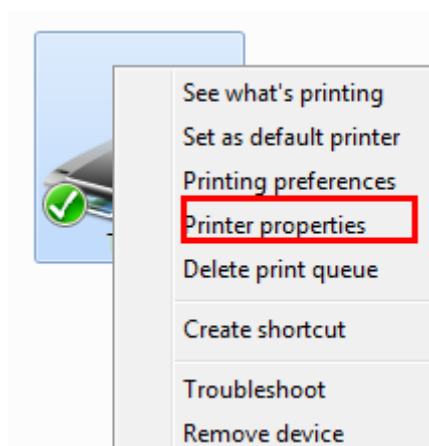 See what's printing
Set as default printer
Printing preferences
Printer properties
Delete print queue
Create shortcut
Troubleshoot
Remove device